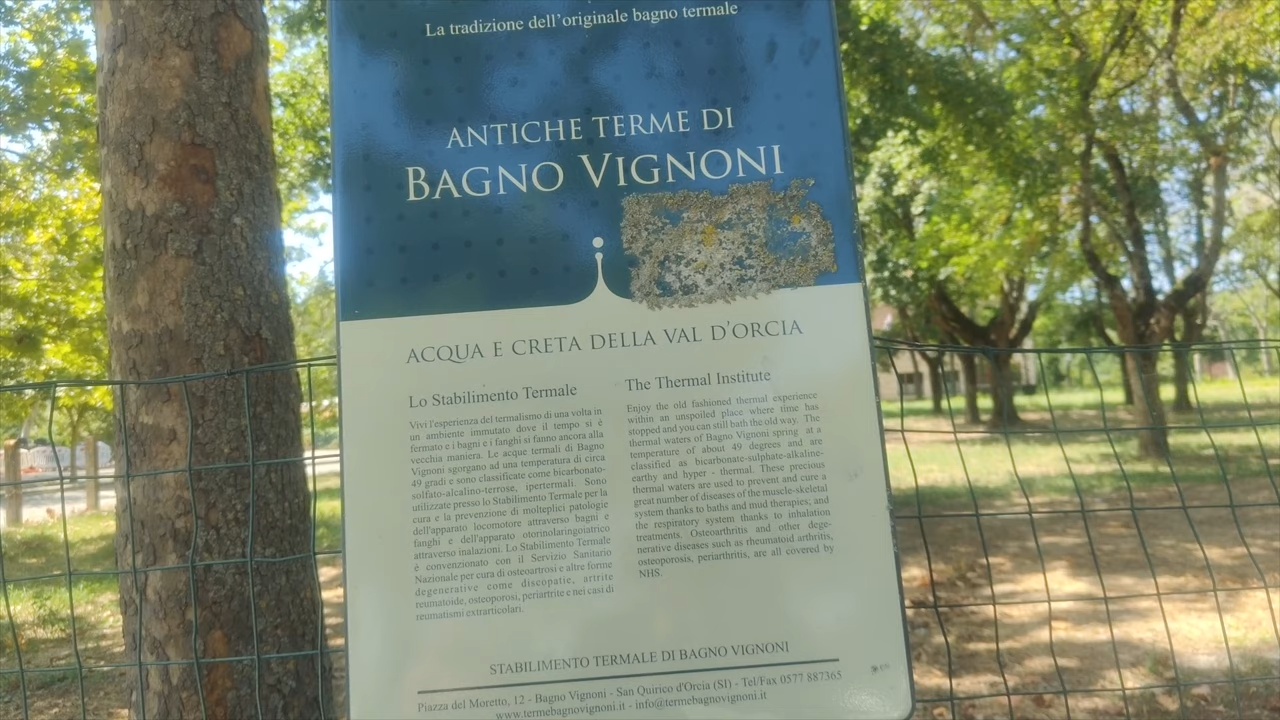 La tradizione dell'originale bagno termale
ANTICHE TERME DI
BAGNO VIGNONI
ACQUA E CRETA DELLA VAL D'ORCIA
Lo Stabilimento Termale
Vivi l'esperienza del termalismo di una volta in
un ambiente immutato dove il tempo si è
fermato e i bagni e i fanghi si fanno ancora alla
vecchia maniera. Le acque termali di Bagno
Vignoni sgorgano ad una temperatura di circa
49 gradi e sono classificate come bicarbonato-
solfato-alcalino-terrose, ipertermali. Sono
utilizzate presso lo Stabilimento Termale per la
cura e la prevenzione di molteplici patologie
dell'apparato locomotore attraverso bagni e
fanghi e dell'apparato otorinolaringoiatrico
attraverso inalazioni. Lo Stabilimento Termale
è convenzionato con il Servizio Sanitario
Nazionale per cura di osteoartrosi e altre forme
degenerative come discopatie, artrite
reumatoide, osteoporosi, periartrite e nei casi di
reumatismi extrarticolari.
The Thermal Institute
Enjoy the old fashioned thermal experience
within an unspoiled place where time has
stopped and you can still bath the old way. The
thermal waters of Bagno Vignoni spring at a
temperature of about 49 degrees and are
classified as bicarbonate-sulphate-alkaline-
earthy and hyper - thermal. These precious
thermal waters are used to prevent and cure a
great number of diseases of the muscle-skeletal
system thanks to baths and mud therapies; and
the respiratory system thanks to inhalation
treatments. Osteoarthritis and other dege-
nerative diseases such as rheumatoid arthritis,
osteoporosis, periarthritis, are all covered by
NHS.
STABILIMENTO TERMALE DI BAGNO VIGNONI
Piazza del Moretto, 12 - Bagno Vignoni - San Quirico d'Orcia (SI) - Tel/Fax 0577 887365
www.termebagnovignoni.it - info@termebagnovignoni.it